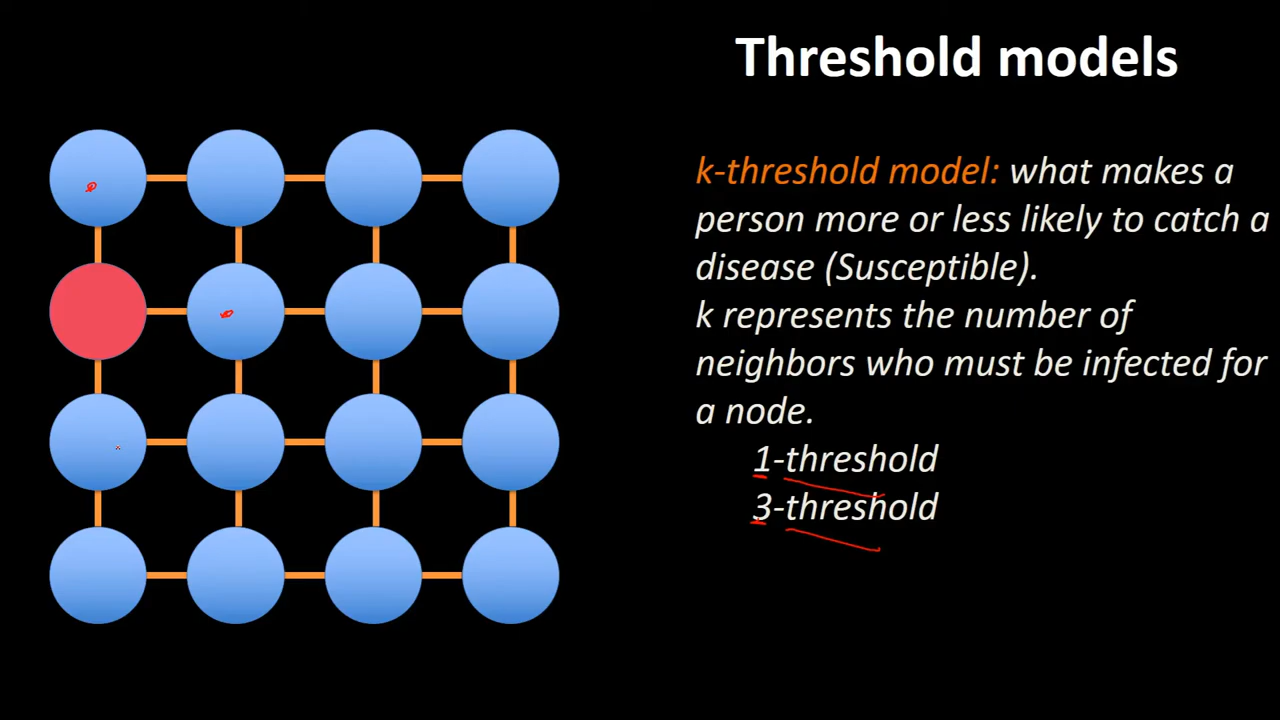 Threshold models
k-threshold model: what makes a
person more or less likely to catch a
disease (Susceptible).
k represents the number of
neighbors who must be infected for
a node.
1-threshold
3-threshold